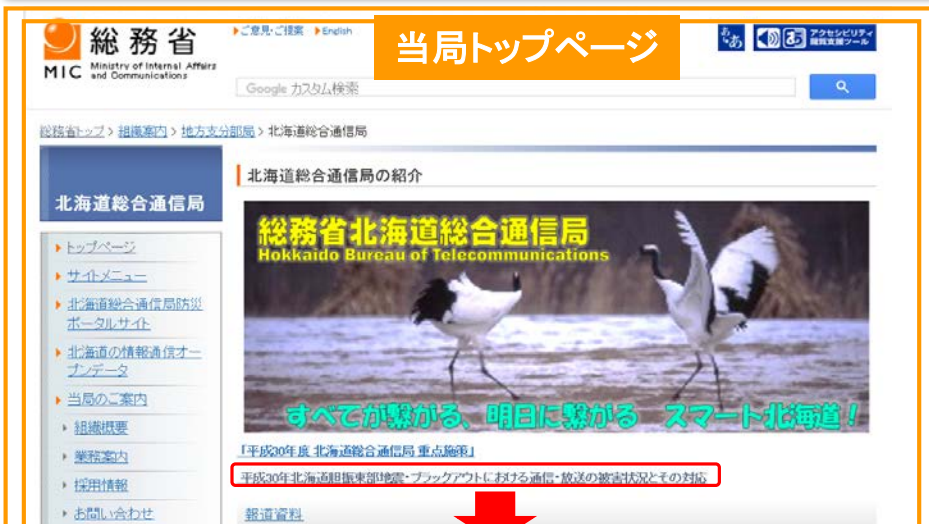 総務省
MIC Ministry of Internal Affairs and Communications
ご意見・ご提案 English
当局トップページ
あ
アクセシビリティ
閲覧支援ツール
Google カスタム検索
総務省トップ > 組織案内 > 地方支分部局 > 北海道総合通信局
北海道総合通信局
トップページ
サイトメニュー
北海道総合通信局防災
ポータルサイト
北海道の情報通信オー
プンデータ
当局のご案内
組織概要
業務案内
採用情報
お問い合わせ
北海道総合通信局の紹介
総務省北海道総合通信局
Hokkaido Bureau of Telecommunications
すべてが繋がる、明日に繋がる スマート北海道！
「平成30年度 北海道総合通信局 重点施策」
平成30年北海道胆振東部地震・ブラックアウトにおける通信・放送の被害状況とその対応
報道資料